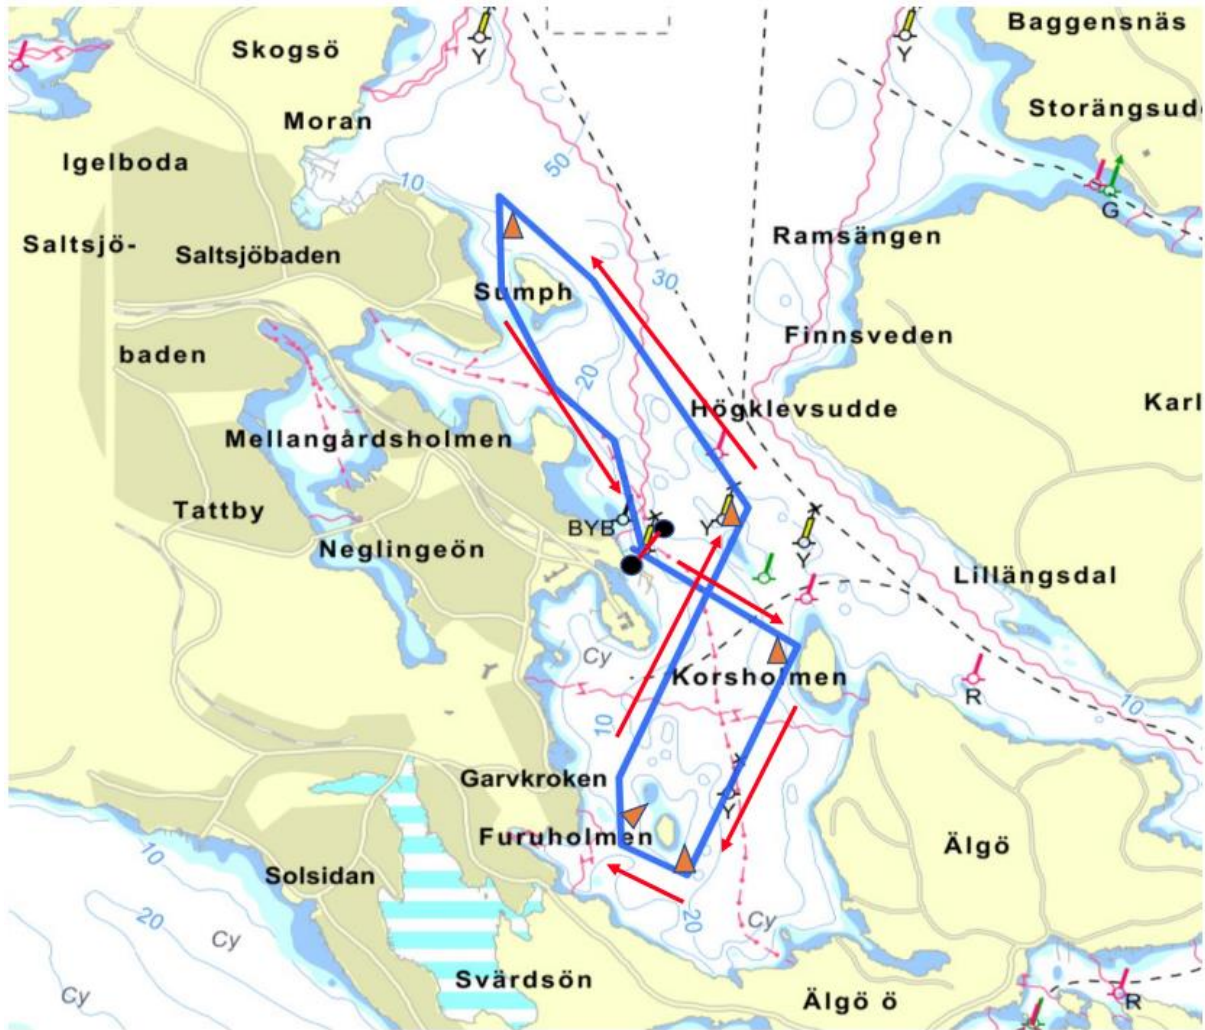 Baggensnäs
Skogsö
Y
Y
Storängsud
Moran
Igelboda
50
10
G
Saltsjö-
Saltsjöbaden
Ramsängen
30
Sumph
Finnsveden
baden
20
Högklevsudde
Karl
Mellangårdsholmen
Tattby
BYB
Y
Y
Neglingeön
Lillängsdal
Cy
Korsholmen
R
10
10
Garvkroken
Y
Furuholmen
Älgö
10
Solsidan
20
20
Cy
Cy
Svärdsön
Cy
Älgö ö
R